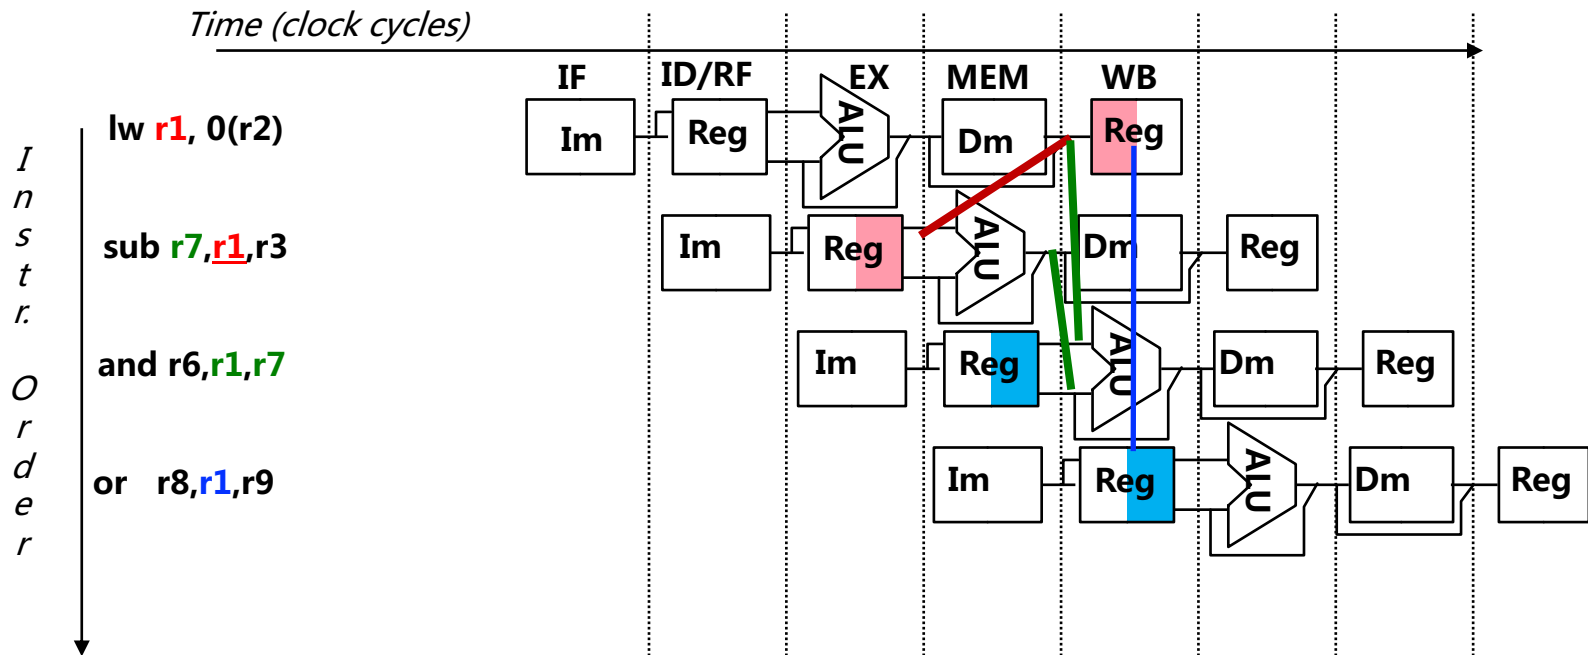 Time (clock cycles)
IF ID/RF EX MEM WB
lw r1, 0(r2)
Im Reg ALU Dm Reg
sub r7,r1,r3
Im Reg ALU Dm Reg
and r6,r1,r7
Im Reg ALU Dm Reg
or r8,r1,r9
Im Reg ALU Dm Reg
Instr.
Order